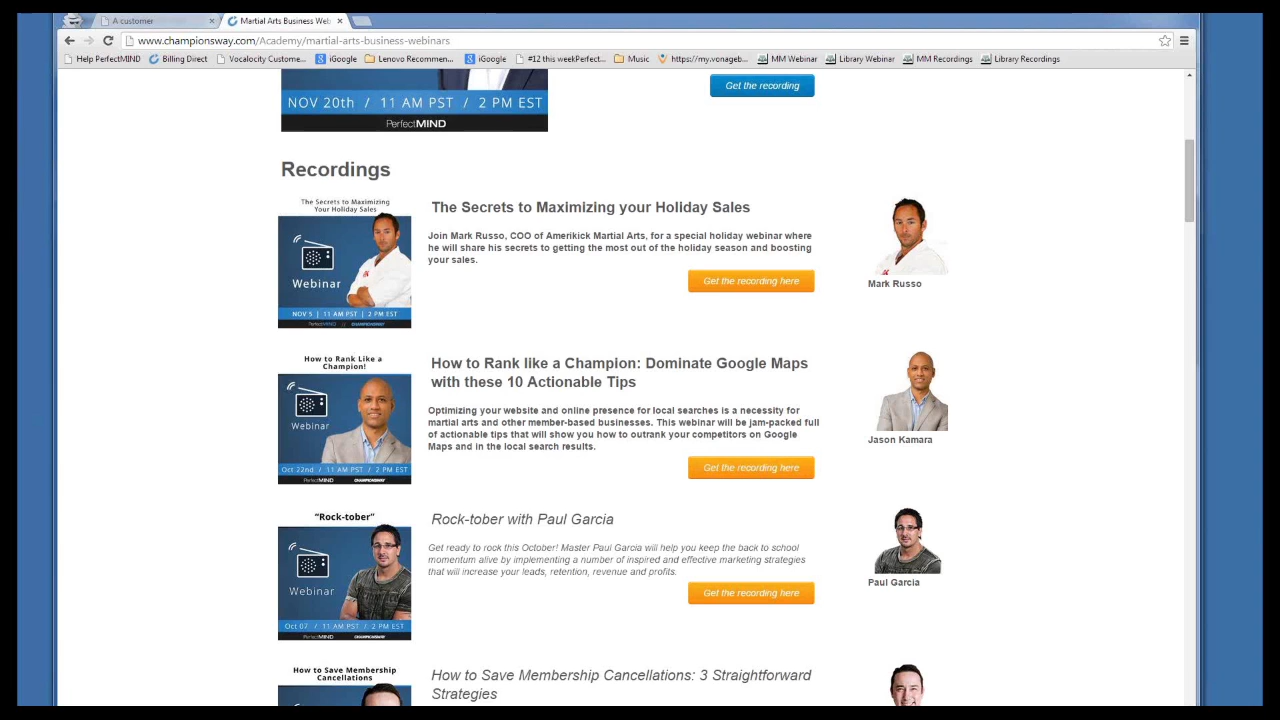 A customer
Martial Arts Business Web
www.championsway.com/Academy/martial-arts-business-webinars
Help PerfectMIND Billing Direct Vocalocity Custome... iGoogle Lenovo Recommen... iGoogle #12 this weekPerfect... Music https://my.vonageb... MM Webinar Library Webinar MM Recordings Library Recordings
Get the recording
NOV 20th / 11 AM PST / 2 PM EST
PerfectMIND
Recordings
The Secrets to Maximizing
Your Holiday Sales
Webinar
NOV 5 | 11 AM PST | 2 PM EST
PerfectMIND // CHAMPIONSWAY
The Secrets to Maximizing your Holiday Sales
Join Mark Russo, COO of Amerikick Martial Arts, for a special holiday webinar where
he will share his secrets to getting the most out of the holiday season and boosting
your sales.
Get the recording here
Mark Russo
How to Rank Like a
Champion!
Webinar
Oct 22nd / 11 AM PST / 2 PM EST
PerfectMIND CHAMPIONSWAY
How to Rank like a Champion: Dominate Google Maps
with these 10 Actionable Tips
Optimizing your website and online presence for local searches is a necessity for
martial arts and other member-based businesses. This webinar will be jam-packed full
of actionable tips that will show you how to outrank your competitors on Google
Maps and in the local search results.
Get the recording here
Jason Kamara
"Rock-tober"
Webinar
Oct 07 / 11 AM PST / 2 PM EST
PerfectMIND CHAMPIONSWAY
Rock-tober with Paul Garcia
Get ready to rock this October! Master Paul Garcia will help you keep the back to school
momentum alive by implementing a number of inspired and effective marketing strategies
that will increase your leads, retention, revenue and profits.
Get the recording here
Paul Garcia
How to Save Membership
Cancellations
How to Save Membership Cancellations: 3 Straightforward
Strategies